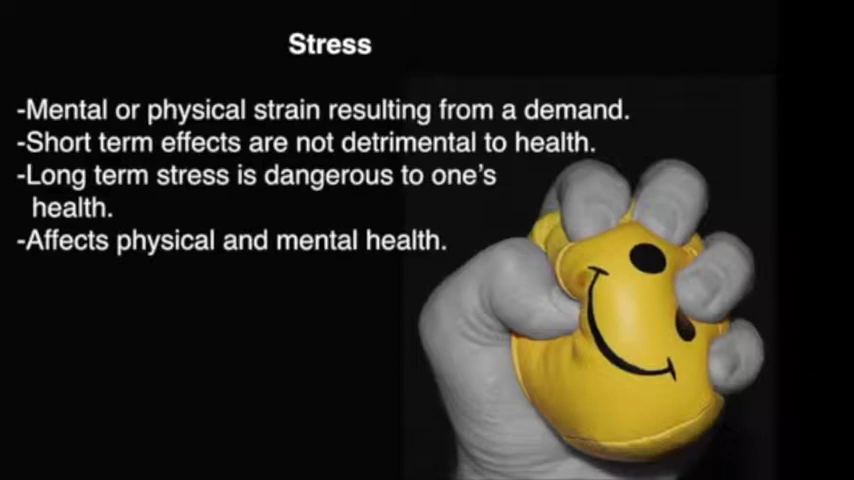 Stress
-Mental or physical strain resulting from a demand.
-Short term effects are not detrimental to health.
-Long term stress is dangerous to one's
health.
-Affects physical and mental health.